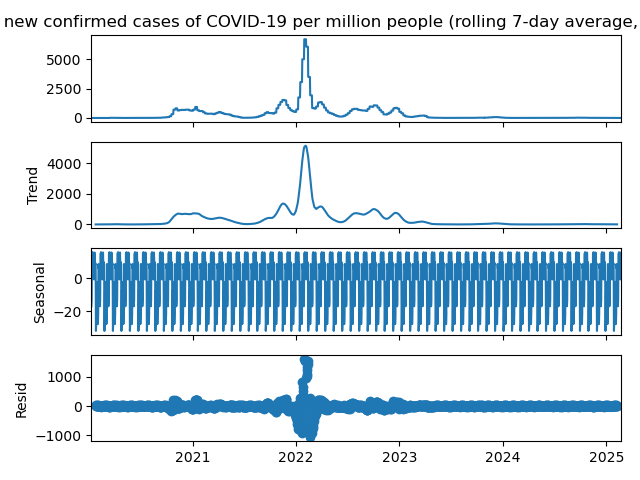 new confirmed cases of COVID-19 per million people (rolling 7-day average,
5000
2500
0
Trend
4000
2000
0
Seasonal
0
−20
Resid
1000
0
−1000
2021 2022 2023 2024 2025